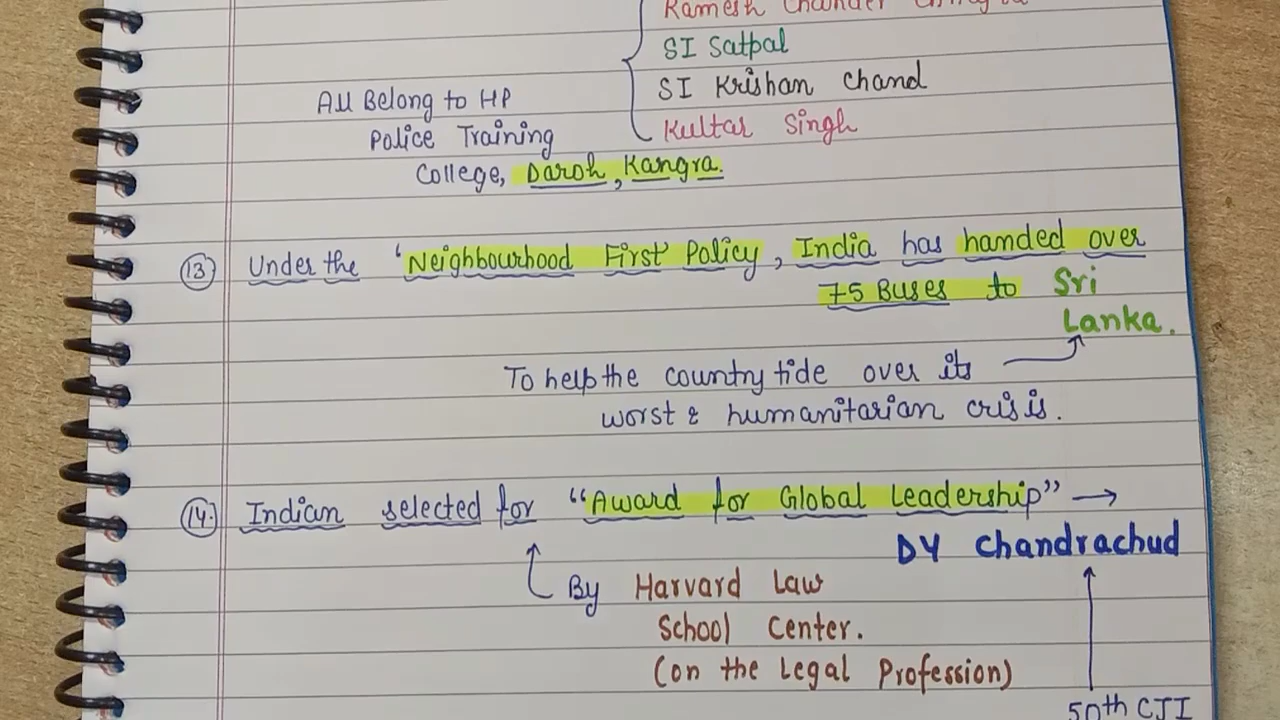 Ramesh Chander
SI Satpal
SI Krishan Chand
Kultar Singh
All Belong to HP
Police Training
College, Daroh, Kangra.
(13) Under the 'Neighbourhood First' Policy, India has handed over
75 Buses to Sri
Lanka.
To help the country tide over its
worst & humanitarian crisis.
(14) Indian selected for "Award for Global Leadership" →
DY Chandrachud
By Harvard Law
School Center.
(on the Legal Profession)
50th CJI